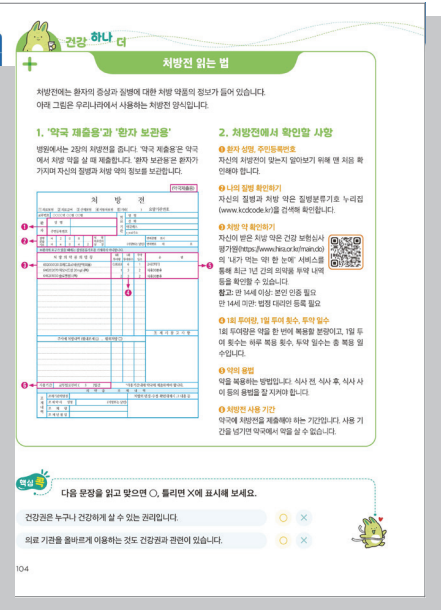 건강 하나 더
처방전 읽는 법
처방전에는 환자의 증상과 질병에 대한 처방 약품의 정보가 들어 있습니다.
아래 그림은 우리나라에서 사용하는 처방전 양식입니다.
1. '약국 제출용'과 '환자 보관용'
병원에서는 2장의 처방전을 줍니다. '약국 제출용'은 약국
에서 처방 약을 살 때 제출합니다. '환자 보관용'은 환자가
가지며 자신의 질병과 처방 약의 정보를 보관합니다.
(약국제출용)
처 방 전
❶
❷
❸
❹
❺
❻
2. 처방전에서 확인할 사항
❶ 환자 성명, 주민등록번호
자신의 처방전이 맞는지 알아보기 위해 맨 처음 확
인해야 합니다.
❷ 나의 질병 확인하기
자신의 질병과 처방 약은 질병분류기호 누리집
(www.kcdcode.kr)을 검색해 확인합니다.
❸ 처방 약 확인하기
자신이 받은 처방 약은 건강 보험심사
평가원(https://www.hira.or.kr/main.do)
의 '내가 먹는 약! 한 눈에' 서비스를
통해 최근 1년 간의 의약품 투약 내역
등을 확인할 수 있습니다.
참고: 만 14세 이상: 본인 인증 필요
만 14세 미만: 법정 대리인 등록 필요
❹ 1회 투여량, 1일 투여 횟수, 투약 일수
1회 투여량은 약을 한 번에 복용할 분량이고, 1일 투
여 횟수는 하루 복용 횟수, 투약 일수는 총 복용 일
수입니다.
❺ 약의 용법
약을 복용하는 방법입니다. 식사 전, 식사 후, 식사 사
이 등의 용법을 잘 지켜야 합니다.
❻ 처방전 사용 기간
약국에 처방전을 제출해야 하는 기간입니다. 사용 기
간을 넘기면 약국에서 약을 살 수 없습니다.
핵심 콕
다음 문장을 읽고 맞으면 ○, 틀리면 ✕에 표시해 보세요.
건강권은 누구나 건강하게 살 수 있는 권리입니다. ○ ✕
의료 기관을 올바르게 이용하는 것도 건강권과 관련이 있습니다. ○ ✕
104